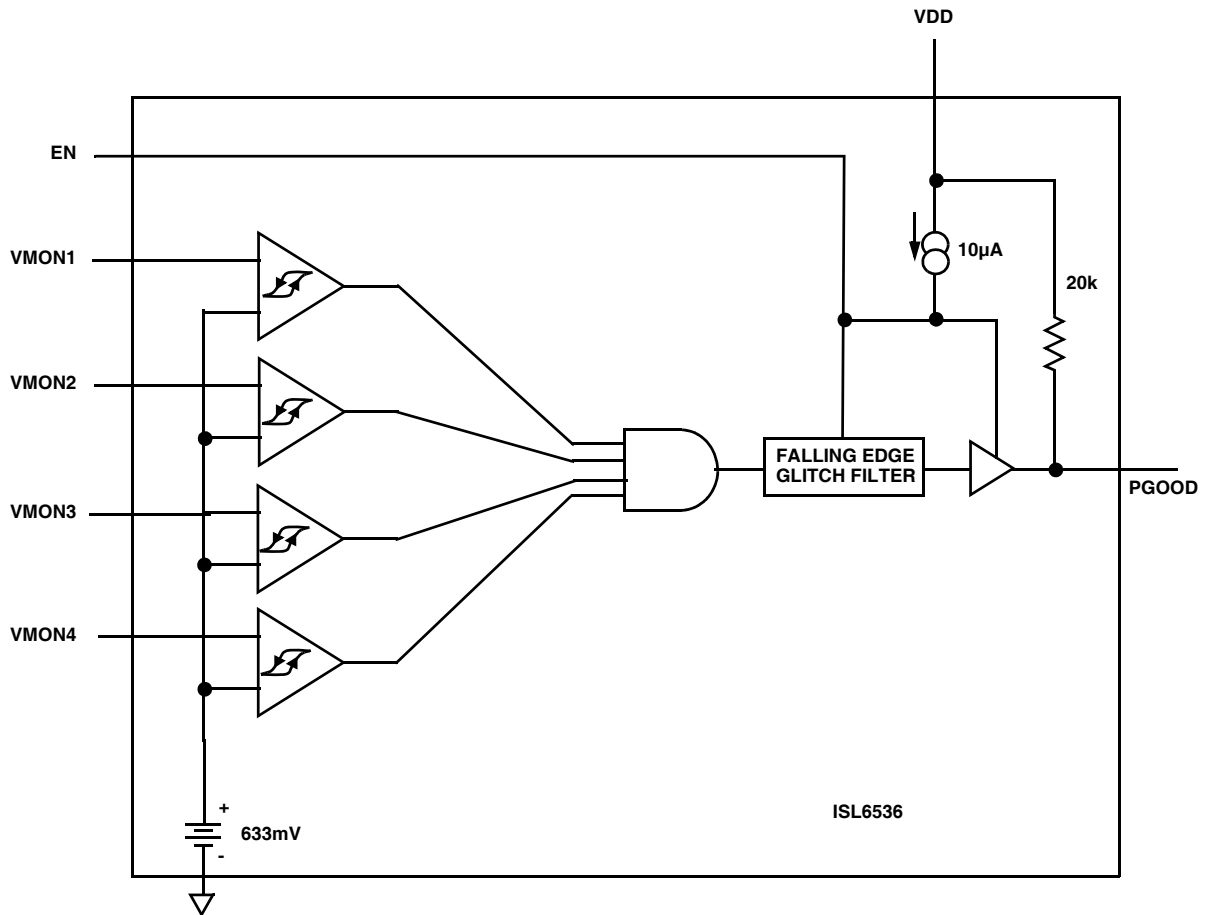 VDD
EN
VMON1
10µA
20k
VMON2
FALLING EDGE
GLITCH FILTER
PGOOD
VMON3
VMON4
ISL6536
+
633mV
-